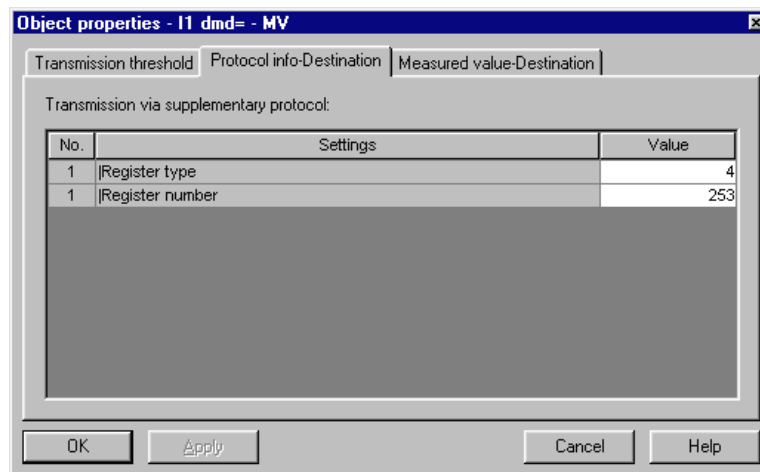 Object properties - I1 dmd= - MV
Transmission threshold Protocol info-Destination Measured value-Destination
Transmission via supplementary protocol:
No. Settings Value
1 |Register type 4
1 |Register number 253
OK Apply Cancel Help